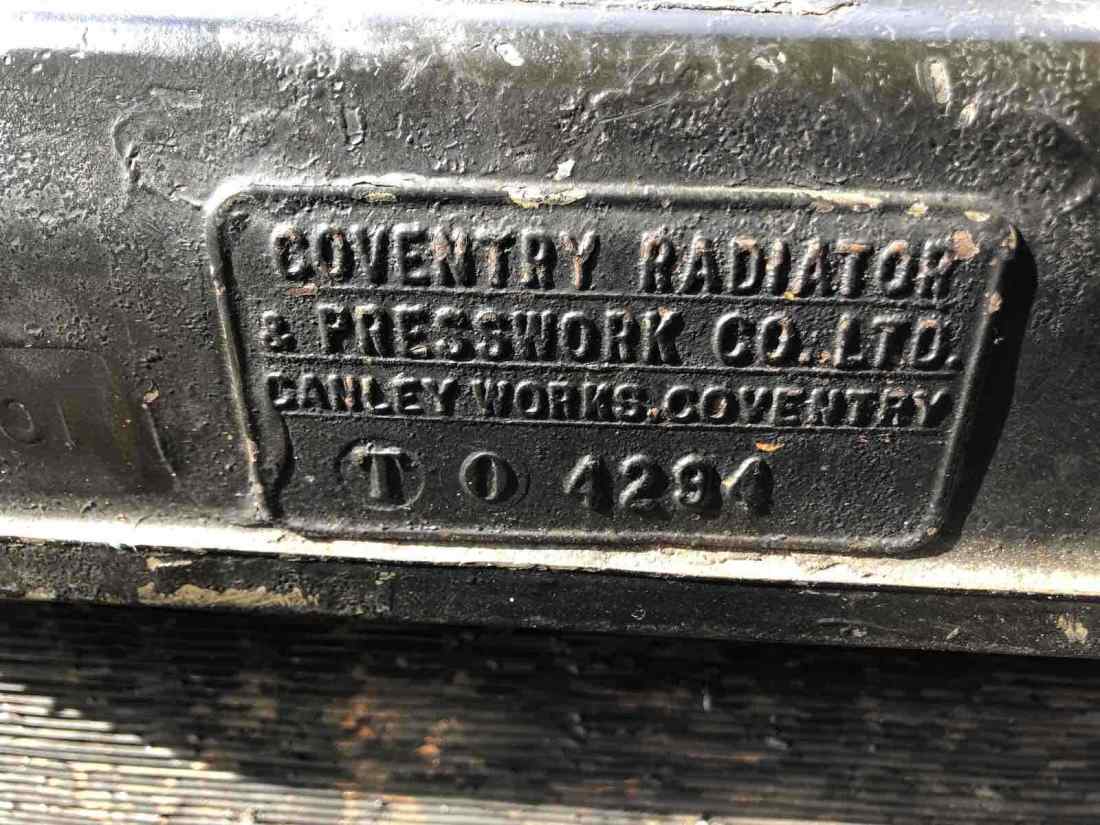 COVENTRY RADIATOR
& PRESSWORK CO. LTD.
CANLEY WORKS. COVENTRY
T O 4294